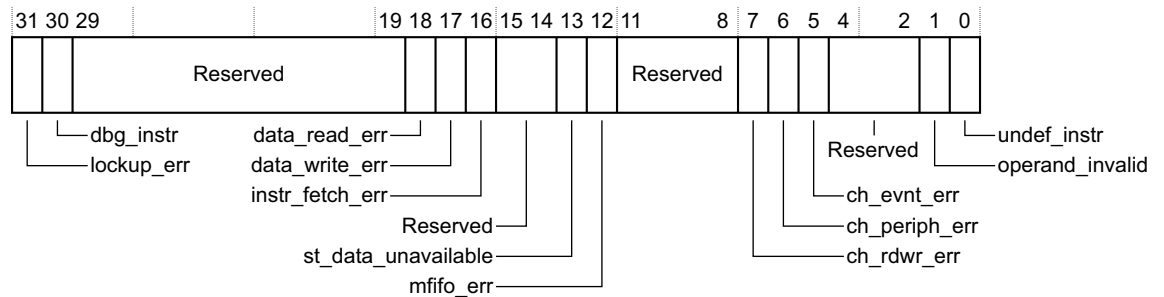 31 30 29 19 18 17 16 15 14 13 12 11 8 7 6 5 4 2 1 0
Reserved Reserved
dbg_instr data_read_err undef_instr
lockup_err data_write_err Reserved operand_invalid
instr_fetch_err ch_evnt_err
Reserved ch_periph_err
st_data_unavailable ch_rdwr_err
mfifo_err